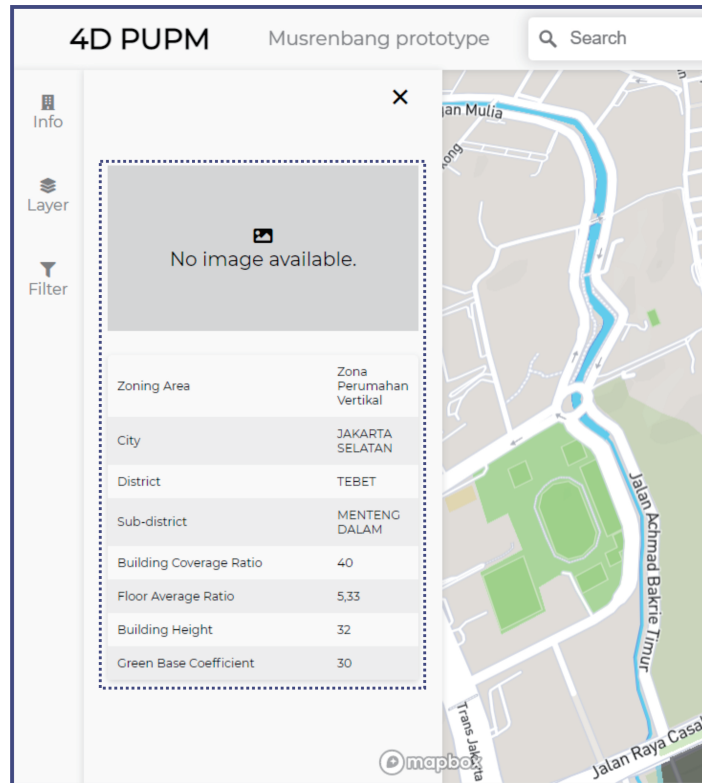 4D PUPM
Musrenbang prototype
Search
Info
Layer
Filter
No image available.
Zoning Area
Zona
Perumahan
Vertikal
City
JAKARTA
SELATAN
District
TEBET
Sub-district
MENTENG
DALAM
Building Coverage Ratio
40
Floor Average Ratio
5,33
Building Height
32
Green Base Coefficient
30
Mulia
Jalan Achmad Bakrie Timur
Trans Jakarta
Jalan Raya Casa
mapbox